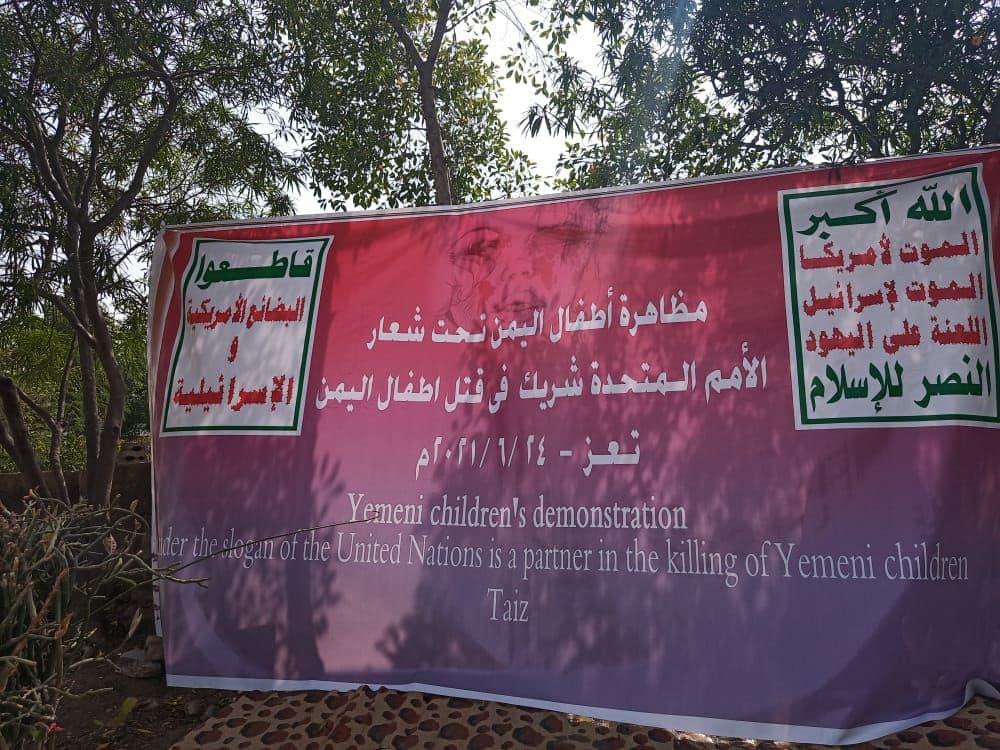 الله أكبر
الموت لأمريكا
الموت لإسرائيل
اللعنة على اليهود
النصر للإسلام
قاطعوا
البضائع الأمريكية
و
الإسرائيلية
مظاهرة أطفال اليمن تحت شعار
الأمم المتحدة شريك في قتل اطفال اليمن
تعز - ٢٠٢١/٦/٢٤م
Yemeni children's demonstration
nder the slogan of the United Nations is a partner in the killing of Yemeni children
Taiz